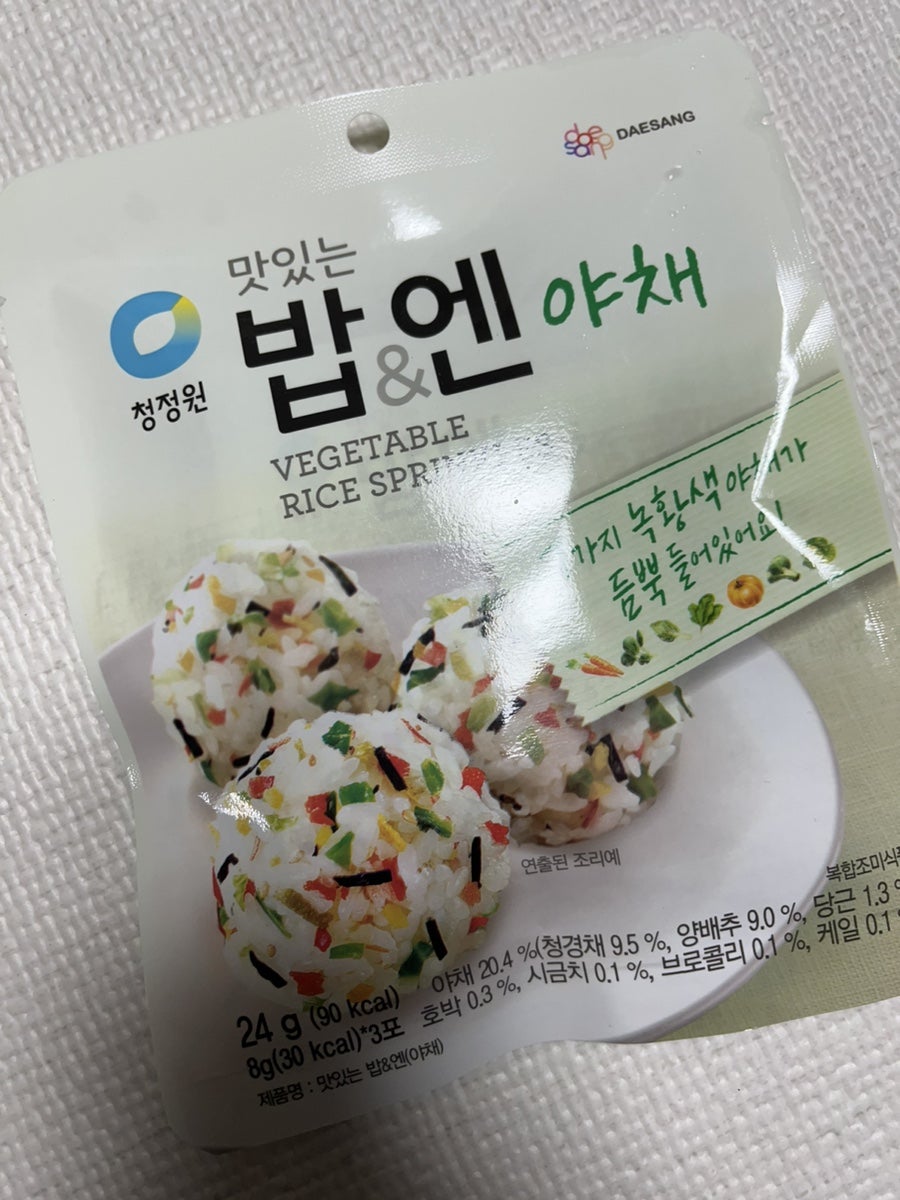 daesang DAESANG
맛있는
밥&엔 야채
청정원
VEGETABLE
RICE
가지 녹황색 야채가
듬뿍 들어있어요!
연출된 조리예
복합조미식품
야채 20.4 %(청경채 9.5 %, 양배추 9.0 %, 당근 1.3 %
호박 0.3 %, 시금치 0.1 %, 브로콜리 0.1 %, 케일 0.1
24 g (90 kcal)
8g(30 kcal)*3포
제품명 : 맛있는 밥&엔(야채)